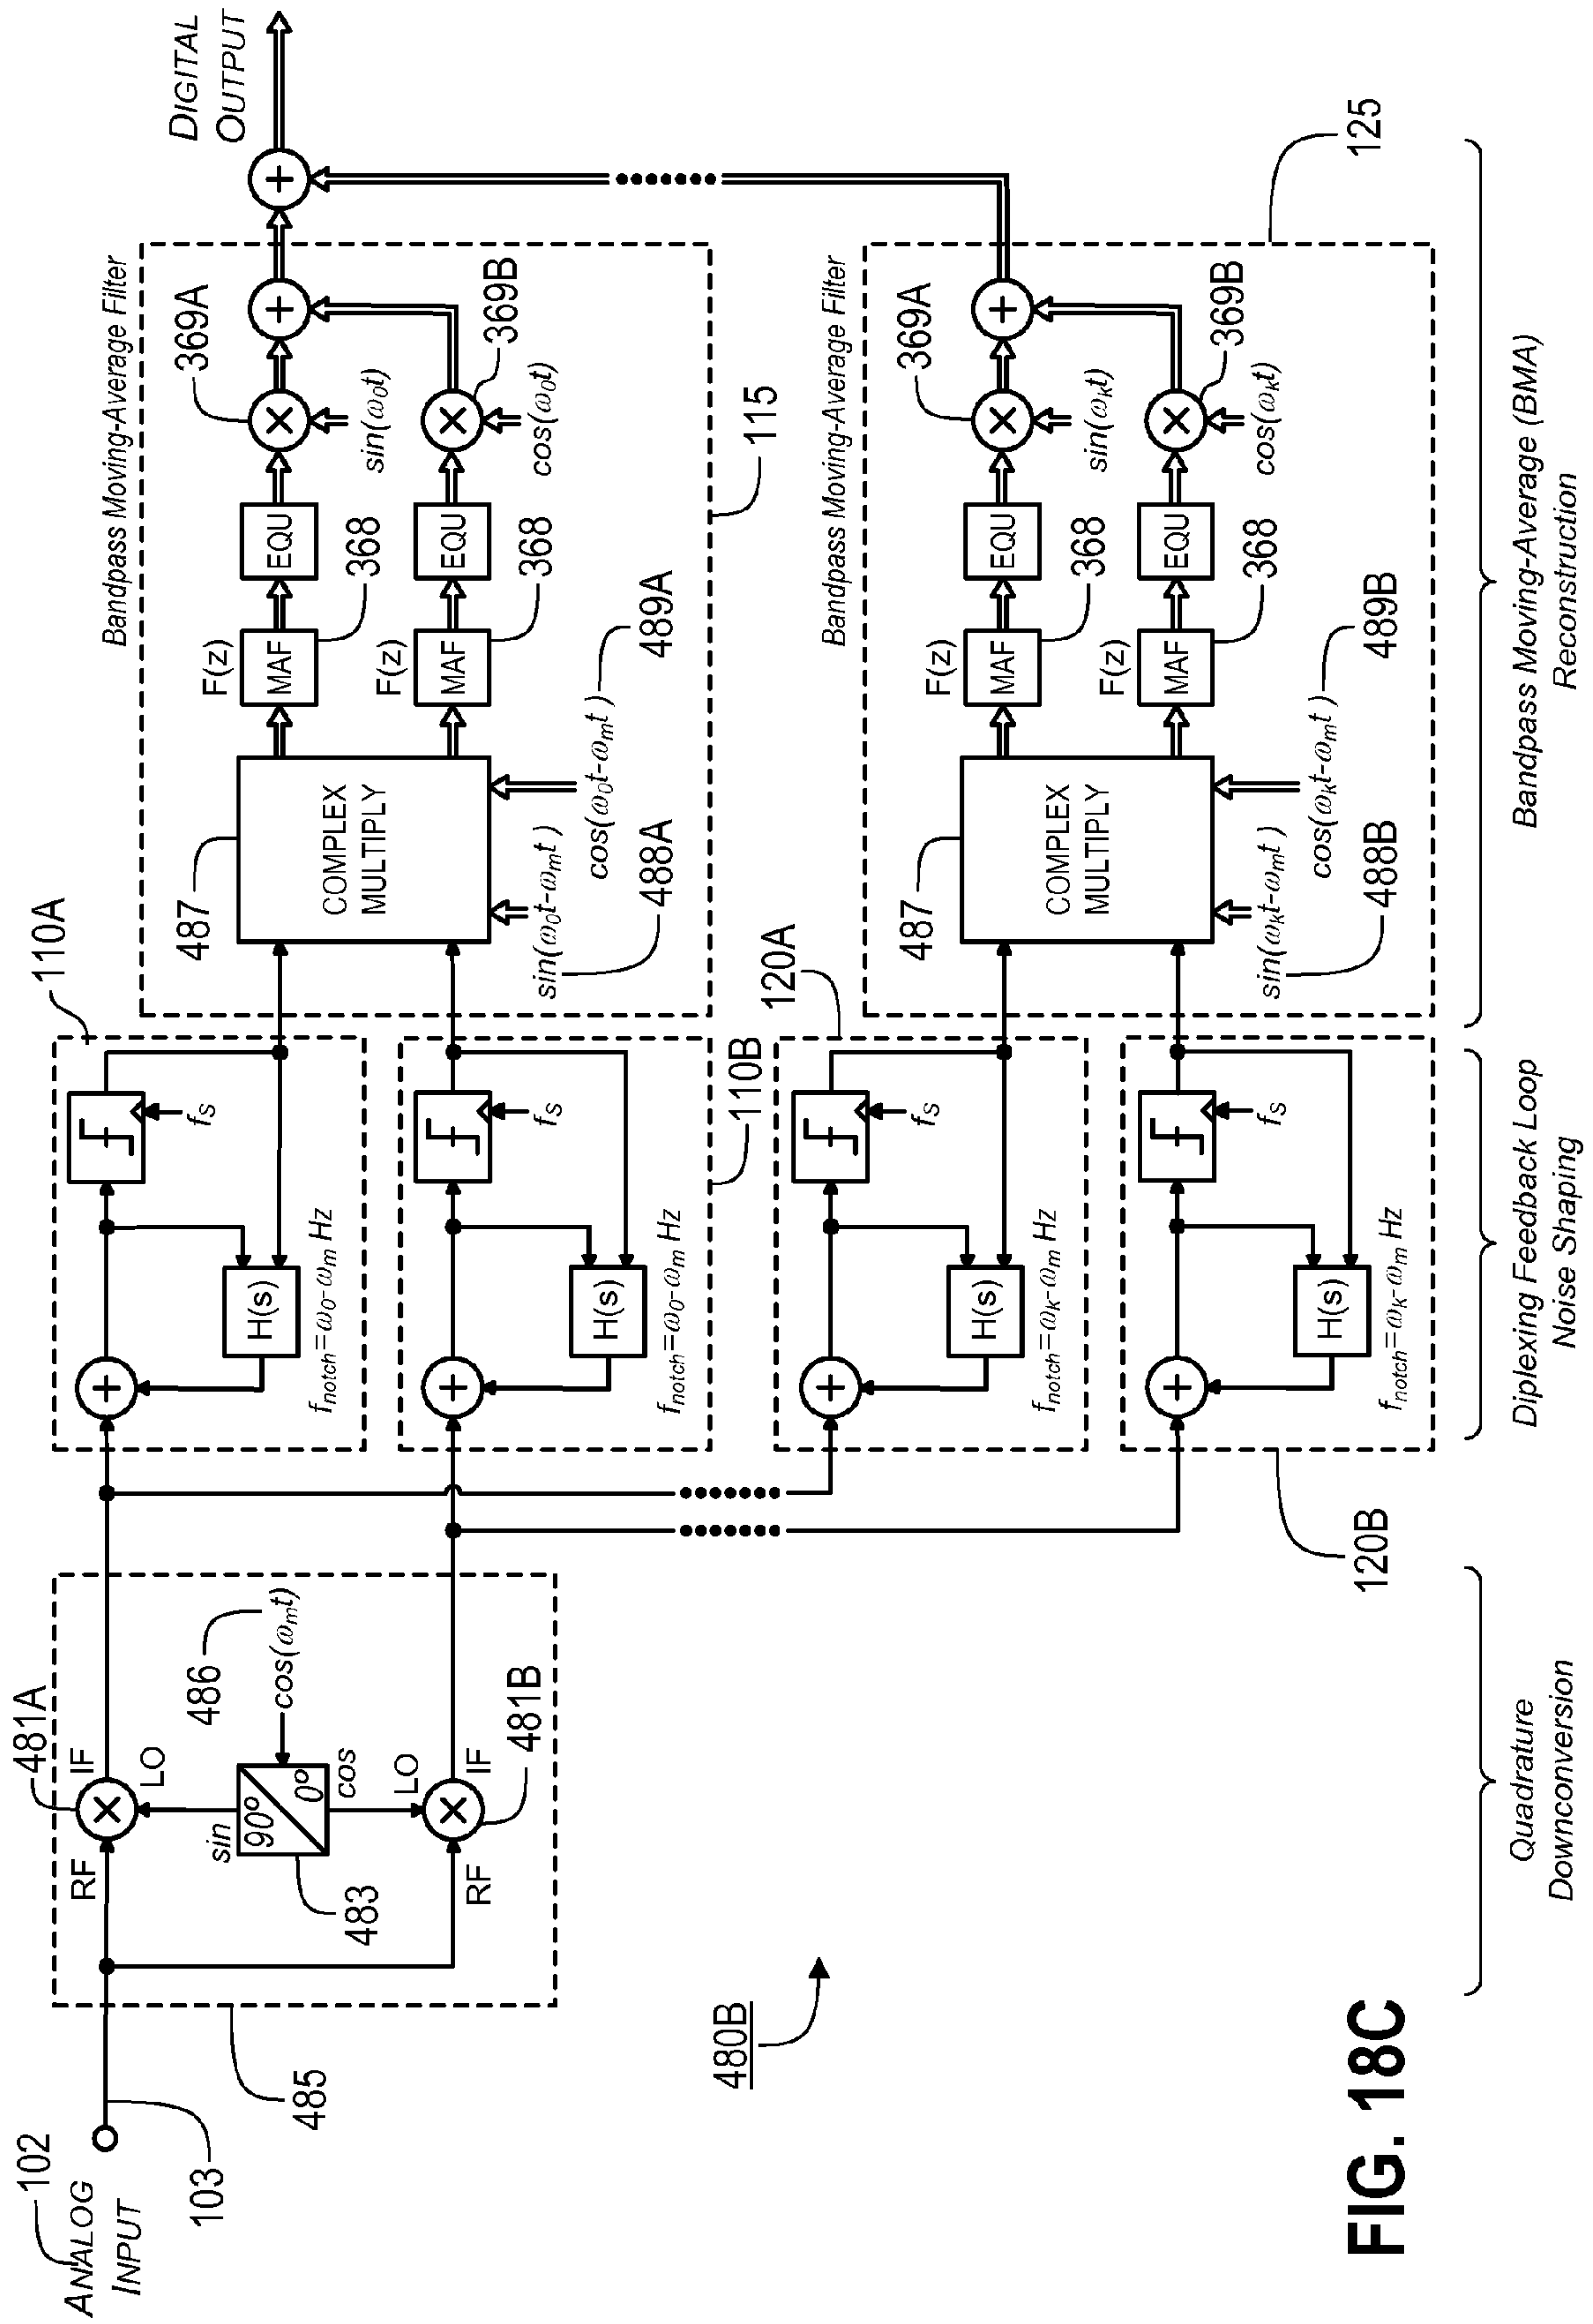 102
ANALOG
INPUT
103
485
RF
481A
IF
LO
sin
90º
0º
cos
483
486
cos(ωmt)
RF
LO
IF
481B
Quadrature
Downconversion
110A
fS
H(s)
fnotch=ω0-ωm Hz
110B
fS
H(s)
fnotch=ω0-ωm Hz
120A
fS
H(s)
fnotch=ωk-ωm Hz
120B
fS
H(s)
fnotch=ωk-ωm Hz
Diplexing Feedback Loop
Noise Shaping
Bandpass Moving-Average Filter
487
COMPLEX
MULTIPLY
sin(ω0t-ωmt )
488A
cos(ω0t-ωmt )
489A
F(z)
MAF
368
EQU
369A
sin(ω0t)
F(z)
MAF
368
EQU
369B
cos(ω0t)
115
Bandpass Moving-Average Filter
487
COMPLEX
MULTIPLY
sin(ωkt-ωmt )
488B
cos(ωkt-ωmt )
489B
F(z)
MAF
368
EQU
369A
sin(ωkt)
F(z)
MAF
368
EQU
369B
cos(ωkt)
125
DIGITAL
OUTPUT
Bandpass Moving-Average (BMA)
Reconstruction
480B
FIG. 18C